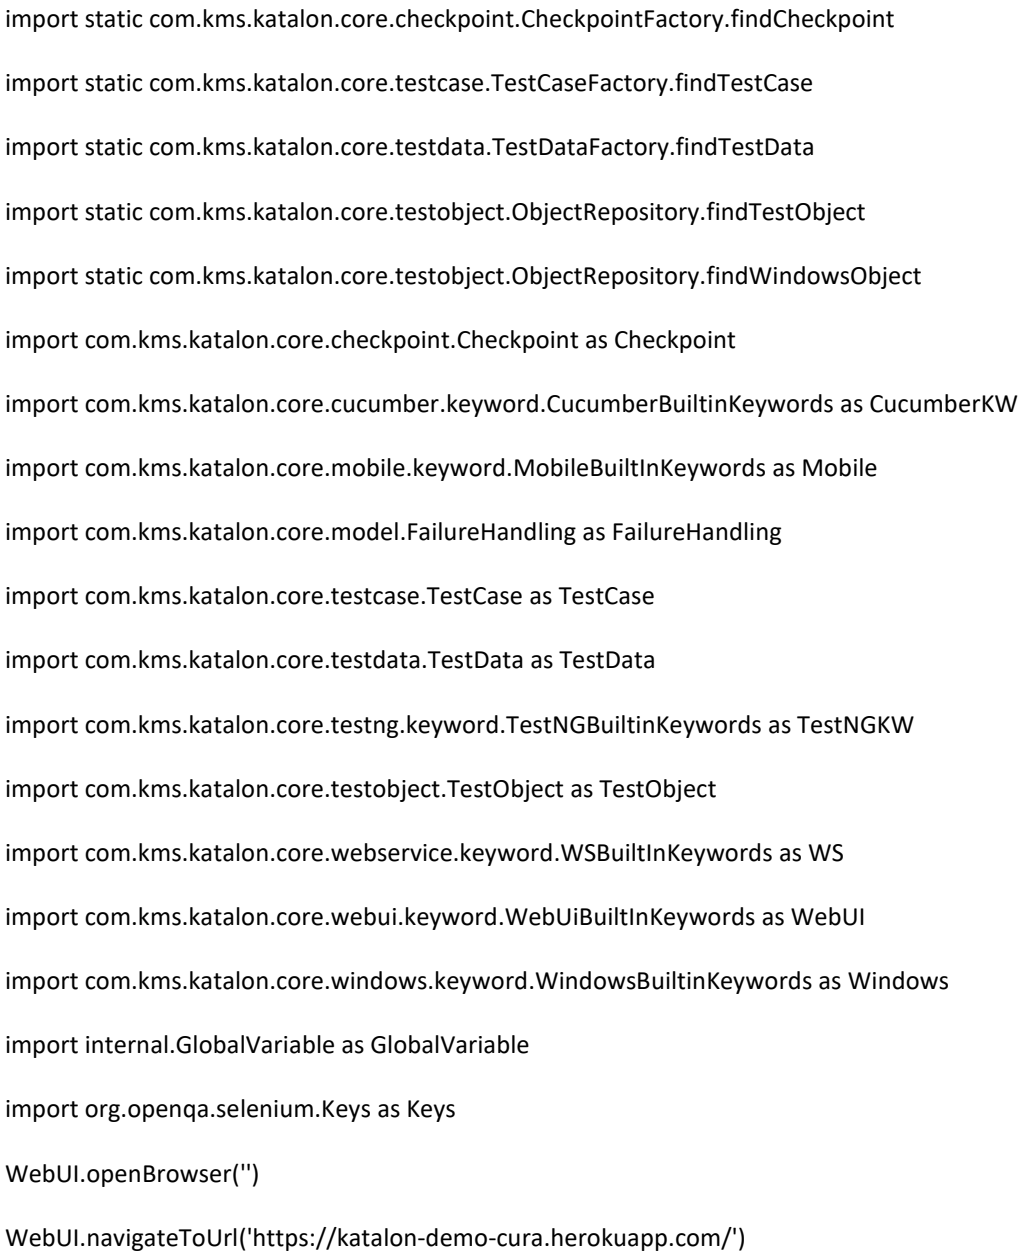 import static com.kms.katalon.core.checkpoint.CheckpointFactory.findCheckpoint
import static com.kms.katalon.core.testcase.TestCaseFactory.findTestCase
import static com.kms.katalon.core.testdata.TestDataFactory.findTestData
import static com.kms.katalon.core.testobject.ObjectRepository.findTestObject
import static com.kms.katalon.core.testobject.ObjectRepository.findWindowsObject
import com.kms.katalon.core.checkpoint.Checkpoint as Checkpoint
import com.kms.katalon.core.cucumber.keyword.CucumberBuiltinKeywords as CucumberKW
import com.kms.katalon.core.mobile.keyword.MobileBuiltInKeywords as Mobile
import com.kms.katalon.core.model.FailureHandling as FailureHandling
import com.kms.katalon.core.testcase.TestCase as TestCase
import com.kms.katalon.core.testdata.TestData as TestData
import com.kms.katalon.core.testng.keyword.TestNGBuiltinKeywords as TestNGKW
import com.kms.katalon.core.testobject.TestObject as TestObject
import com.kms.katalon.core.webservice.keyword.WSBuiltInKeywords as WS
import com.kms.katalon.core.webui.keyword.WebUiBuiltInKeywords as WebUI
import com.kms.katalon.core.windows.keyword.WindowsBuiltinKeywords as Windows
import internal.GlobalVariable as GlobalVariable
import org.openqa.selenium.Keys as Keys
WebUI.openBrowser('')
WebUI.navigateToUrl('https://katalon-demo-cura.herokuapp.com/')